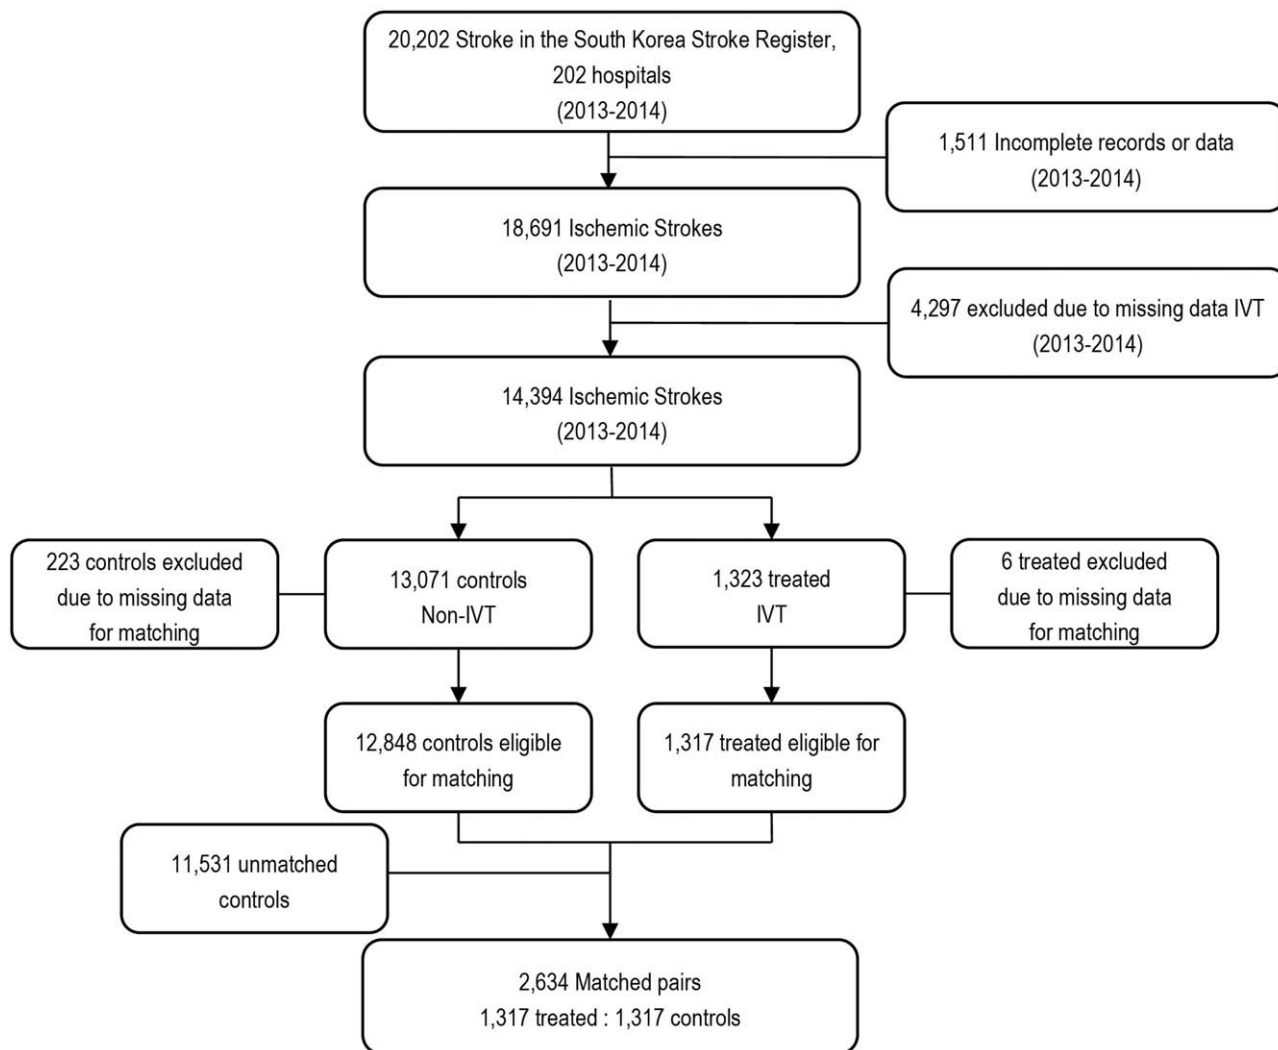 20,202 Stroke in the South Korea Stroke Register,
202 hospitals
(2013-2014)
1,511 Incomplete records or data
(2013-2014)
18,691 Ischemic Strokes
(2013-2014)
4,297 excluded due to missing data IVT
(2013-2014)
14,394 Ischemic Strokes
(2013-2014)
223 controls excluded
due to missing data
for matching
13,071 controls
Non-IVT
1,323 treated
IVT
6 treated excluded
due to missing data
for matching
12,848 controls eligible
for matching
1,317 treated eligible for
matching
11,531 unmatched
controls
2,634 Matched pairs
1,317 treated : 1,317 controls